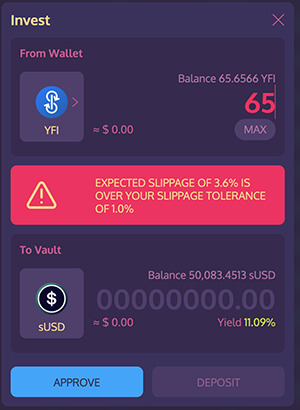 Invest
From Wallet
Balance 65.6566 YFI
65
YFI
≈ $ 0.00
MAX
EXPECTED SLIPPAGE OF 3.6% IS
OVER YOUR SLIPPAGE TOLERANCE
OF 1.0%
To Vault
Balance 50,083.4513 sUSD
00000000.00
sUSD
≈ $ 0.00
Yield 11.09%
APPROVE
DEPOSIT